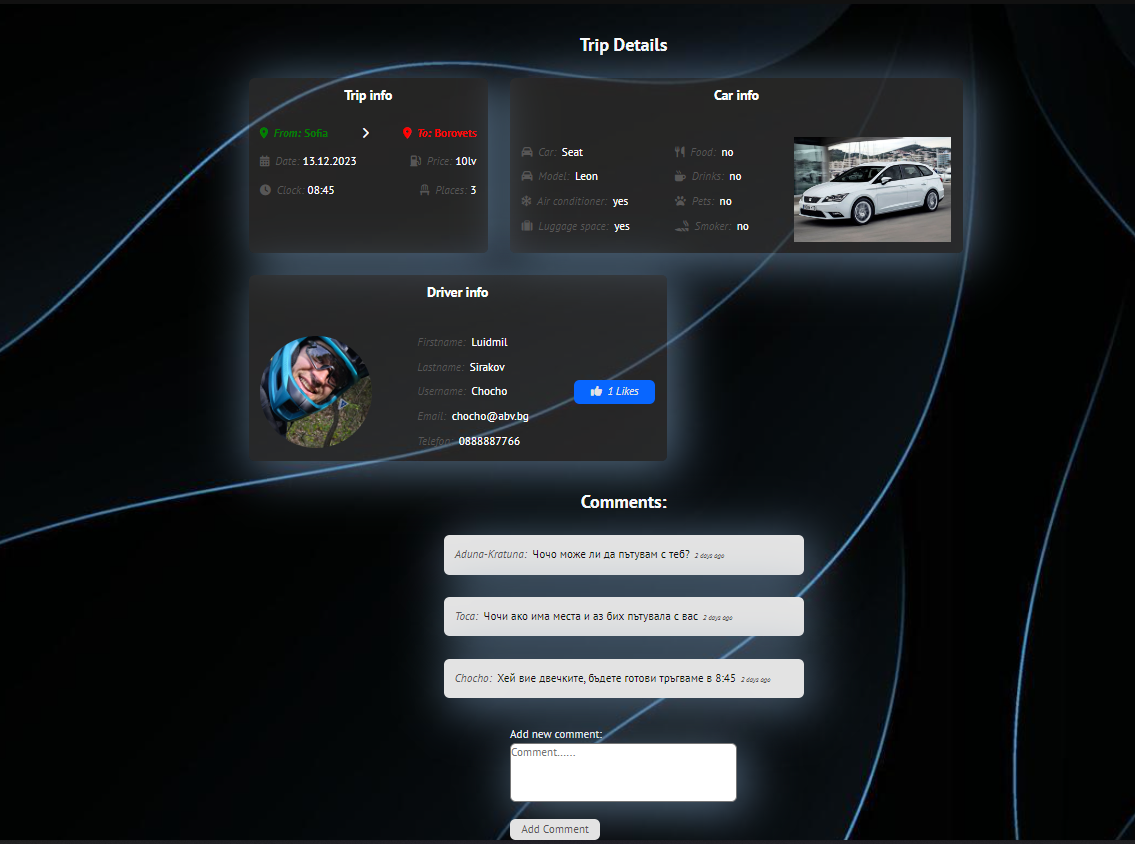 Trip Details
Trip info
From: Sofia
To: Borovets
Date: 13.12.2023
Price: 10lv
Clock: 08:45
Places: 3
Car info
Car: Seat
Food: no
Model: Leon
Drinks: no
Air conditioner: yes
Pets: no
Luggage space: yes
Smoker: no
Driver info
Firstname: Luidmil
Lastname: Sirakov
Username: Chocho
1 Likes
Email: chocho@abv.bg
Telefon: 0888887766
Comments:
Aduna-Kratuna: Чочо може ли да пътувам с теб? 2 days ago
Toca: Чочи ако има места и аз бих пътувала с вас 2 days ago
Chocho: Хей вие двечките, бъдете готови тръгваме в 8:45 2 days ago
Add new comment:
Comment......
Add Comment